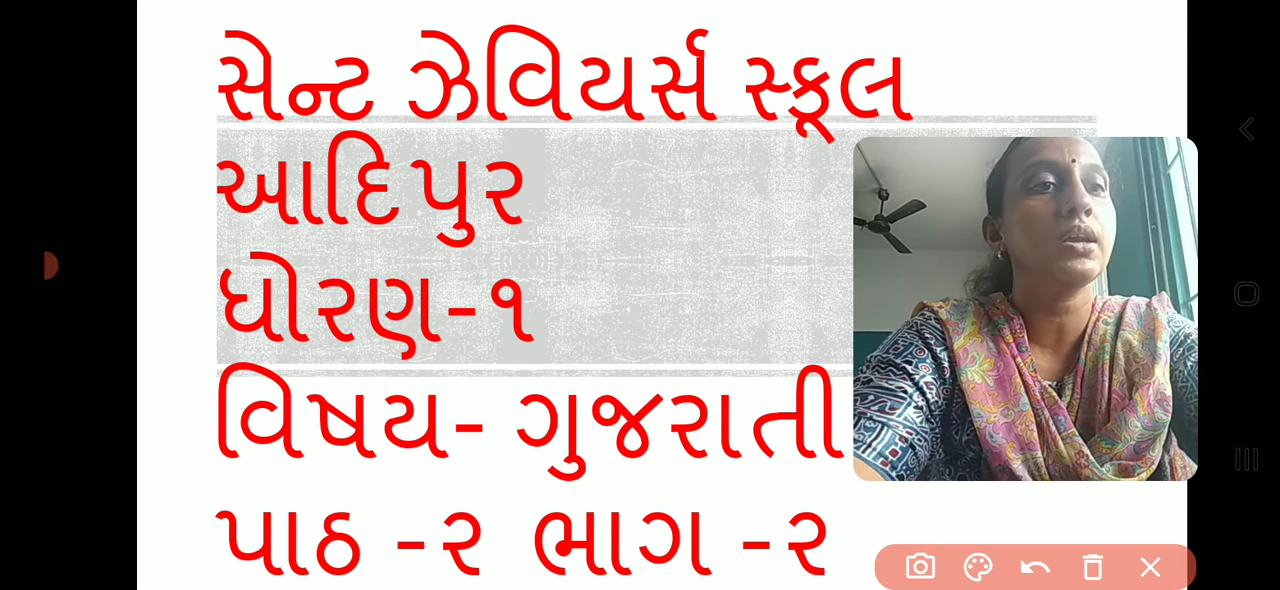 સેન્ટ ઝેવિયર્સ સ્કૂલ
આદિપુર
ધોરણ-૧
વિષય- ગુજરાતી
પાઠ -૨ ભાગ -૨